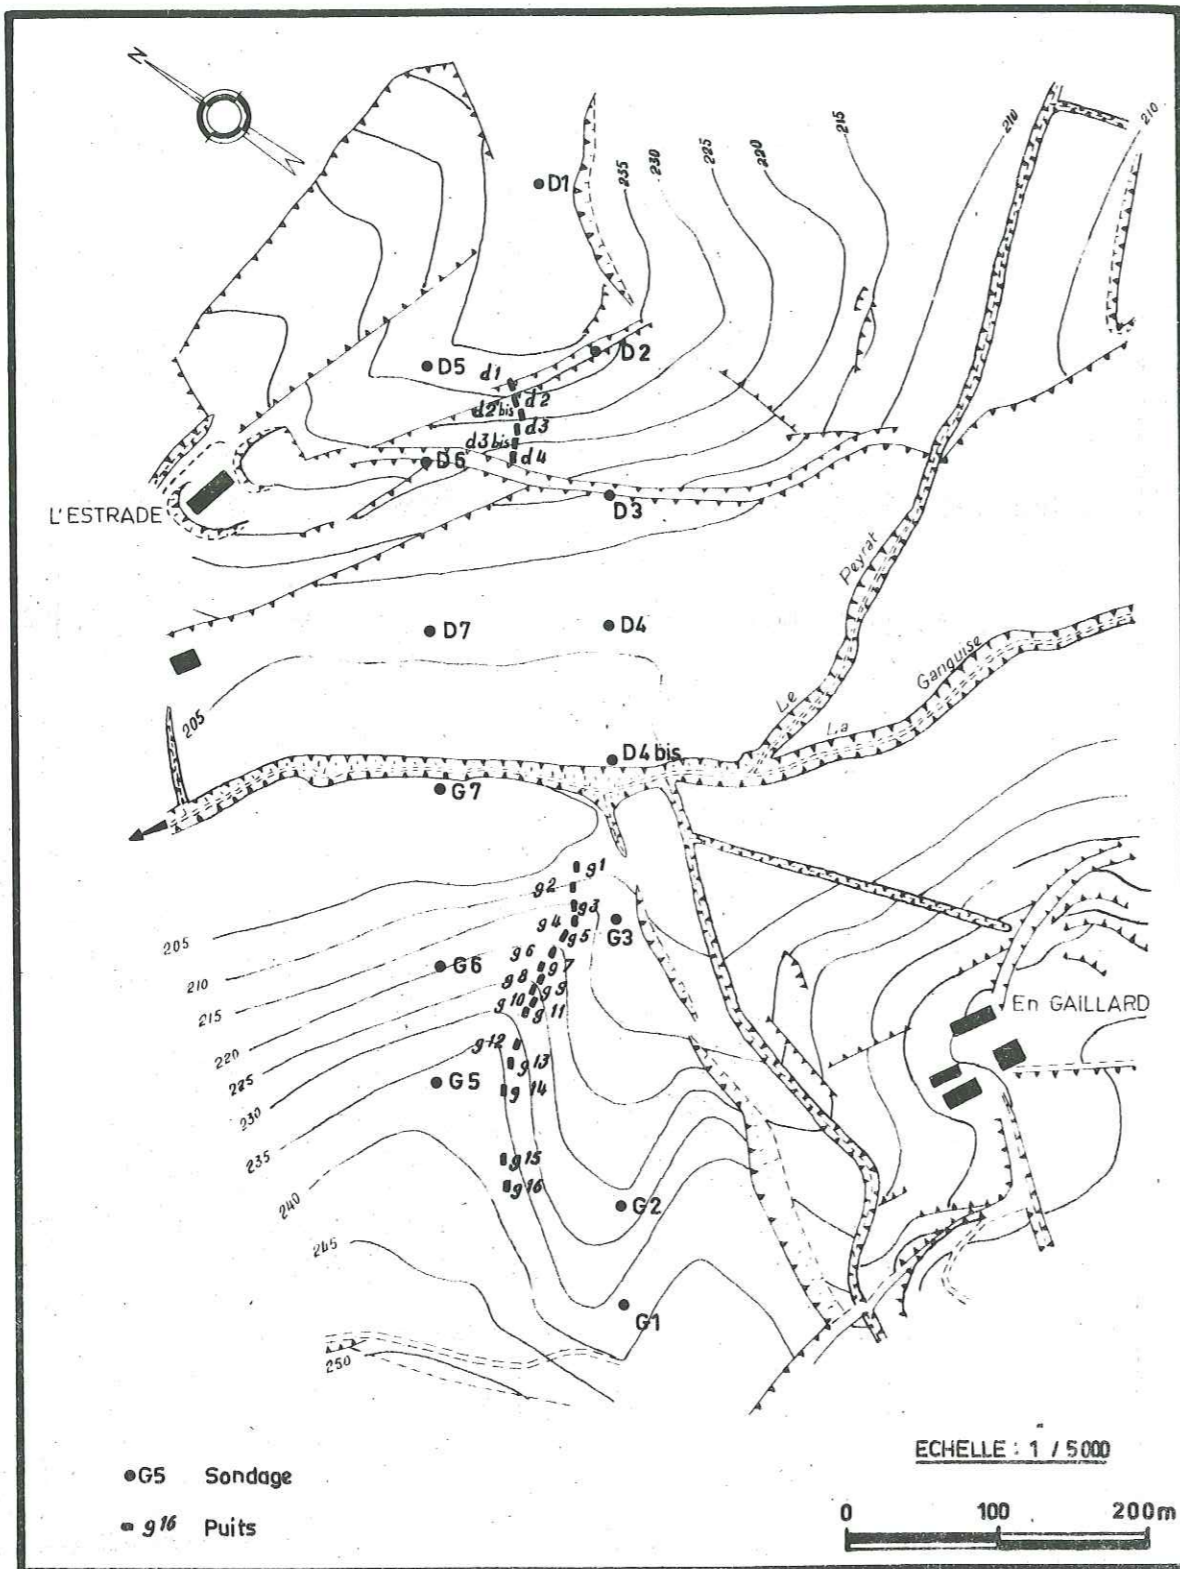 N
D1
235
230
225
220
215
210
210
D2
D5
d1
d2
d2bis
d3
d3bis
d4
D6
L'ESTRADE
D3
Le Peyrat
D7
D4
La Ganguise
205
D4bis
G7
g1
g2
g3
g4
g5
G3
205
g6
g7
G6
g8
g9
210
g10
g11
215
En GAILLARD
220
g12
g13
225
G5
g14
230
235
g15
g16
240
G2
245
G1
250
ECHELLE : 1 / 5000
G5 Sondage
g16 Puits
0 100 200m